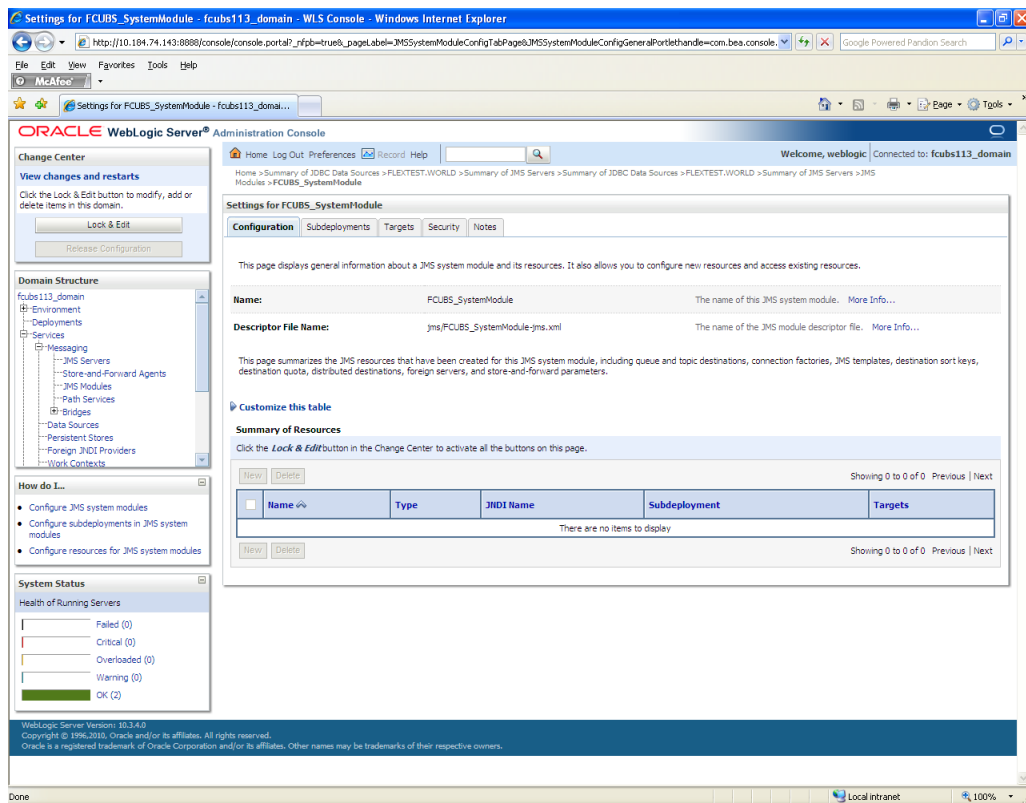 Settings for FCUBS_SystemModule - fcubs113_domain - WLS Console - Windows Internet Explorer
http://10.184.74.143:8888/console/console.portal?_nfpb=true&_pageLabel=JMSSystemModuleConfigTabPage&JMSSystemModuleConfigGeneralPortlethandle=com.bea.console.
Google Powered Pandion Search
File Edit View Favorites Tools Help
McAfee
Settings for FCUBS_SystemModule - fcubs113_domai...
Page Tools
ORACLE WebLogic Server® Administration Console
Change Center
View changes and restarts
Click the Lock & Edit button to modify, add or
delete items in this domain.
Lock & Edit
Release Configuration
Domain Structure
fcubs113_domain
Environment
Deployments
Services
Messaging
JMS Servers
Store-and-Forward Agents
JMS Modules
Path Services
Bridges
Data Sources
Persistent Stores
Foreign JNDI Providers
Work Contexts
How do I...
Configure JMS system modules
Configure subdeployments in JMS system
modules
Configure resources for JMS system modules
System Status
Health of Running Servers
Failed (0)
Critical (0)
Overloaded (0)
Warning (0)
OK (2)
Home Log Out Preferences Record Help
Welcome, weblogic Connected to: fcubs113_domain
Home >Summary of JDBC Data Sources >FLEXTEST.WORLD >Summary of JMS Servers >Summary of JDBC Data Sources >FLEXTEST.WORLD >Summary of JMS Servers >JMS
Modules >FCUBS_SystemModule
Settings for FCUBS_SystemModule
Configuration Subdeployments Targets Security Notes
This page displays general information about a JMS system module and its resources. It also allows you to configure new resources and access existing resources.
Name: FCUBS_SystemModule The name of this JMS system module. More Info...
Descriptor File Name: jms/FCUBS_SystemModule-jms.xml The name of the JMS module descriptor file. More Info...
This page summarizes the JMS resources that have been created for this JMS system module, including queue and topic destinations, connection factories, JMS templates, destination sort keys,
destination quota, distributed destinations, foreign servers, and store-and-forward parameters.
Customize this table
Summary of Resources
Click the Lock & Edit button in the Change Center to activate all the buttons on this page.
New Delete Showing 0 to 0 of 0 Previous | Next
Name Type JNDI Name Subdeployment Targets
There are no items to display
New Delete Showing 0 to 0 of 0 Previous | Next
WebLogic Server Version: 10.3.4.0
Copyright © 1996,2010, Oracle and/or its affiliates. All rights reserved.
Oracle is a registered trademark of Oracle Corporation and/or its affiliates. Other names may be trademarks of their respective owners.
Done
Local intranet
100%